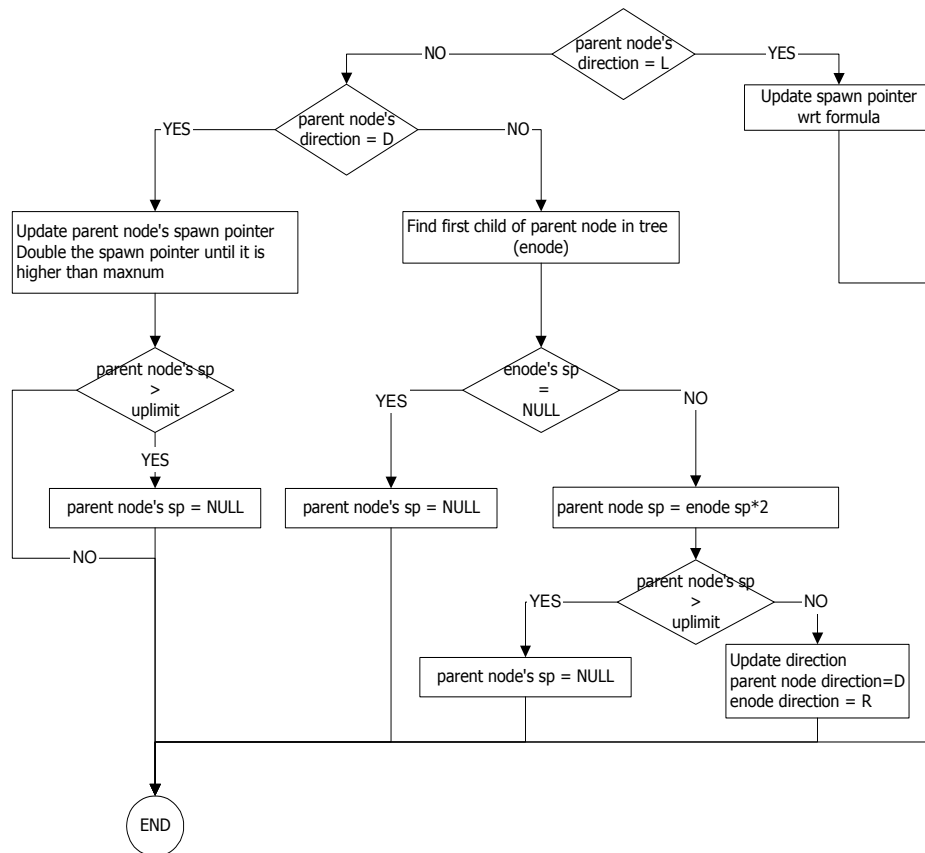 parent node's
direction = L
NO
YES
Update spawn pointer
wrt formula
parent node's
direction = D
YES
NO
Update parent node's spawn pointer
Double the spawn pointer until it is
higher than maxnum
Find first child of parent node in tree
(enode)
parent node's sp
>
uplimit
enode's sp
=
NULL
YES
NO
YES
parent node's sp = NULL
parent node's sp = NULL
parent node sp = enode sp*2
NO
parent node's sp
>
uplimit
YES
NO
parent node's sp = NULL
Update direction
parent node direction=D
enode direction = R
END